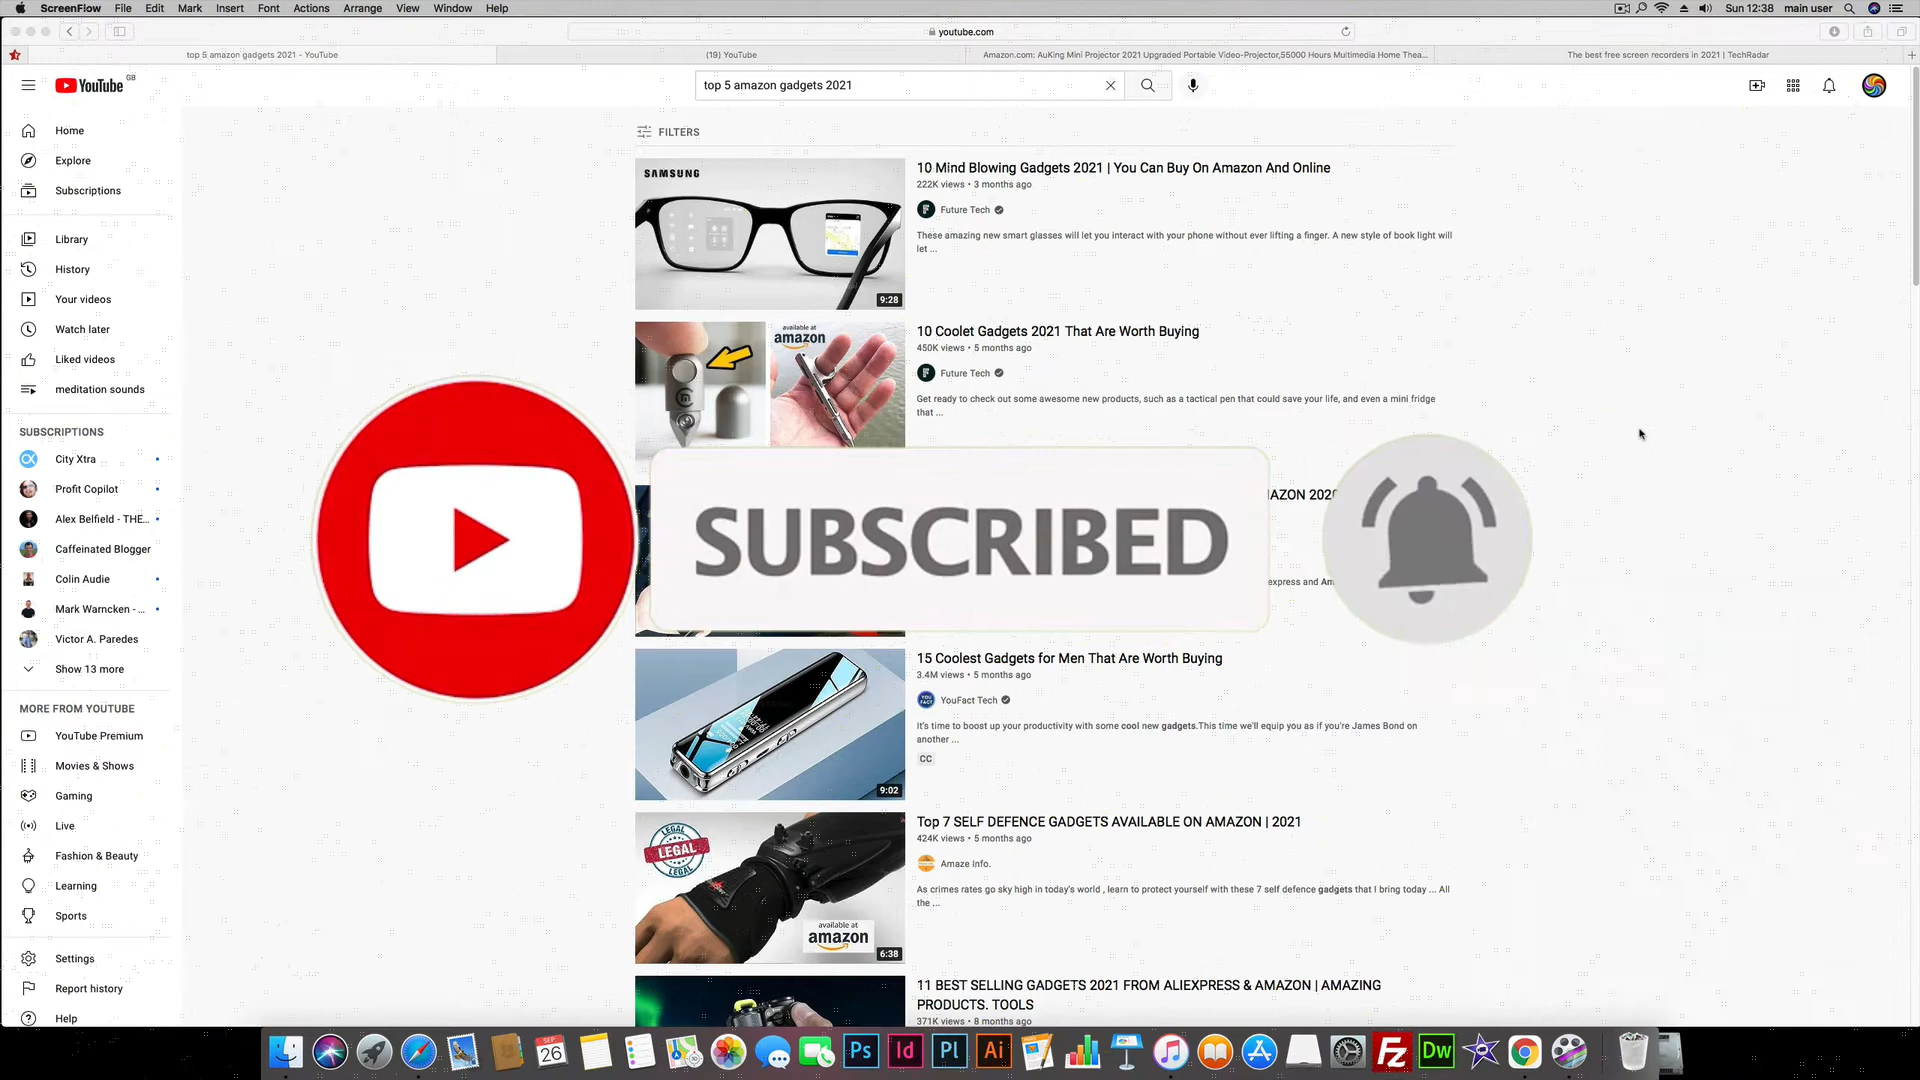 ScreenFlow File Edit Mark Insert Font Actions Arrange View Window Help Sun 12:38 main user
youtube.com
top 5 amazon gadgets 2021 - YouTube
(19) YouTube
Amazon.com: AuKing Mini Projector 2021 Upgraded Portable Video-Projector,55000 Hours Multimedia Home Thea...
The best free screen recorders in 2021 | TechRadar
YouTube GB
top 5 amazon gadgets 2021
Home
Explore
Subscriptions
Library
History
Your videos
Watch later
Liked videos
meditation sounds
SUBSCRIPTIONS
City Xtra
Profit Copilot
Alex Belfield - THE...
Caffeinated Blogger
Colin Audie
Mark Warncken - ...
Victor A. Paredes
Show 13 more
MORE FROM YOUTUBE
YouTube Premium
Movies & Shows
Gaming
Live
Fashion & Beauty
Learning
Sports
Settings
Report history
Help
FILTERS
SAMSUNG
9:28
10 Mind Blowing Gadgets 2021 | You Can Buy On Amazon And Online
222K views • 3 months ago
Future Tech
These amazing new smart glasses will let you interact with your phone without ever lifting a finger. A new style of book light will
let ...
available at
amazon
10 Coolet Gadgets 2021 That Are Worth Buying
450K views • 5 months ago
Future Tech
Get ready to check out some awesome new products, such as a tactical pen that could save your life, and even a mini fridge
that ...
SUBSCRIBED
9:02
15 Coolest Gadgets for Men That Are Worth Buying
3.4M views • 5 months ago
YOU FACT
YouFact Tech
It's time to boost up your productivity with some cool new gadgets.This time we'll equip you as if you're James Bond on
another ...
CC
LEGAL
LEGAL
LEGAL
available at
amazon
6:38
Top 7 SELF DEFENCE GADGETS AVAILABLE ON AMAZON | 2021
424K views • 5 months ago
Amaze Info.
As crimes rates go sky high in today's world , learn to protect yourself with these 7 self defence gadgets that I bring today ... All
the ...
11 BEST SELLING GADGETS 2021 FROM ALIEXPRESS & AMAZON | AMAZING
PRODUCTS. TOOLS
371K views • 8 months ago
SEP 26
Ps Id Pl Ai Fz Dw